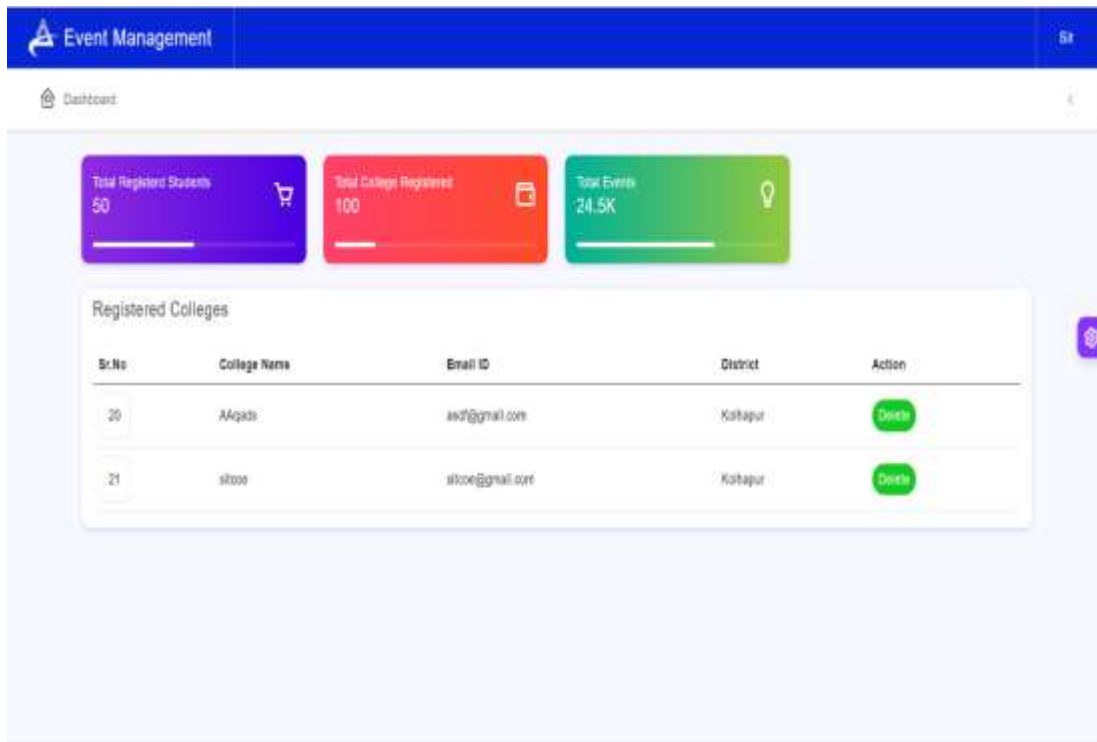 Event Management
Sir
Dashboard
Total Registerd Students
50
Total College Registered
100
Total Events
24.5K
Registered Colleges
Sr.No College Name Email ID District Action
20 asdf@gmail.com Kolhapur Delete
21 sitcoe sitcoe@gmail.com Kolhapur Delete